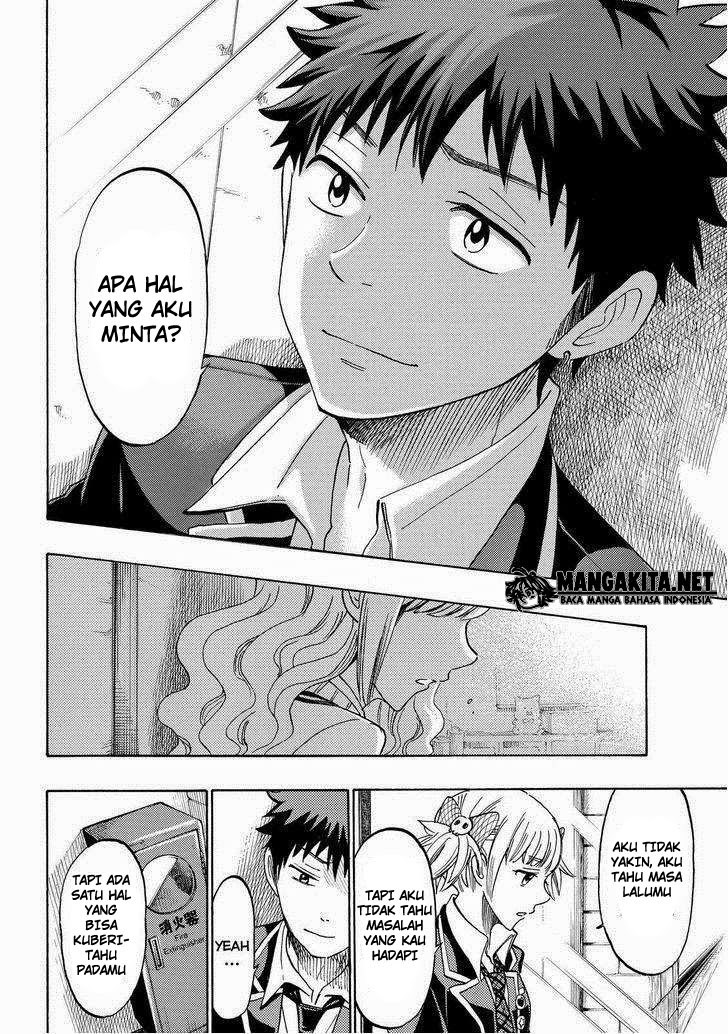 APA HAL
YANG AKU
MINTA?
MANGAKITA.NET
BACA MANGA BAHASA INDONESIA
AKU TIDAK
YAKIN, AKU
TAHU MASA
LALUMU
TAPI AKU
TIDAK TAHU
MASALAH
YANG KAU
HADAPI
YEAH
...
TAPI ADA
SATU HAL
YANG
BISA
KUBERI-
TAHU
PADAMU
消火器
Fire
Extinguisher